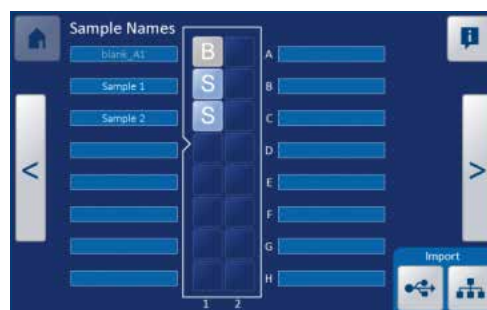 Sample Names
blank_A1 B A
Sample 1 S B
Sample 2 S C
< D >
E
F
G
H
Import
1 2